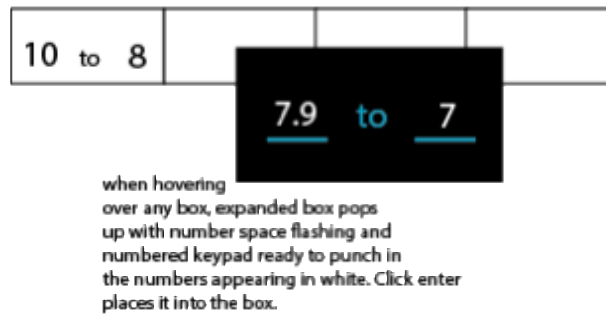 10 to 8
7.9 to 7
when hovering
over any box, expanded box pops
up with number space flashing and
numbered keypad ready to punch in
the numbers appearing in white. Click enter
places it into the box.